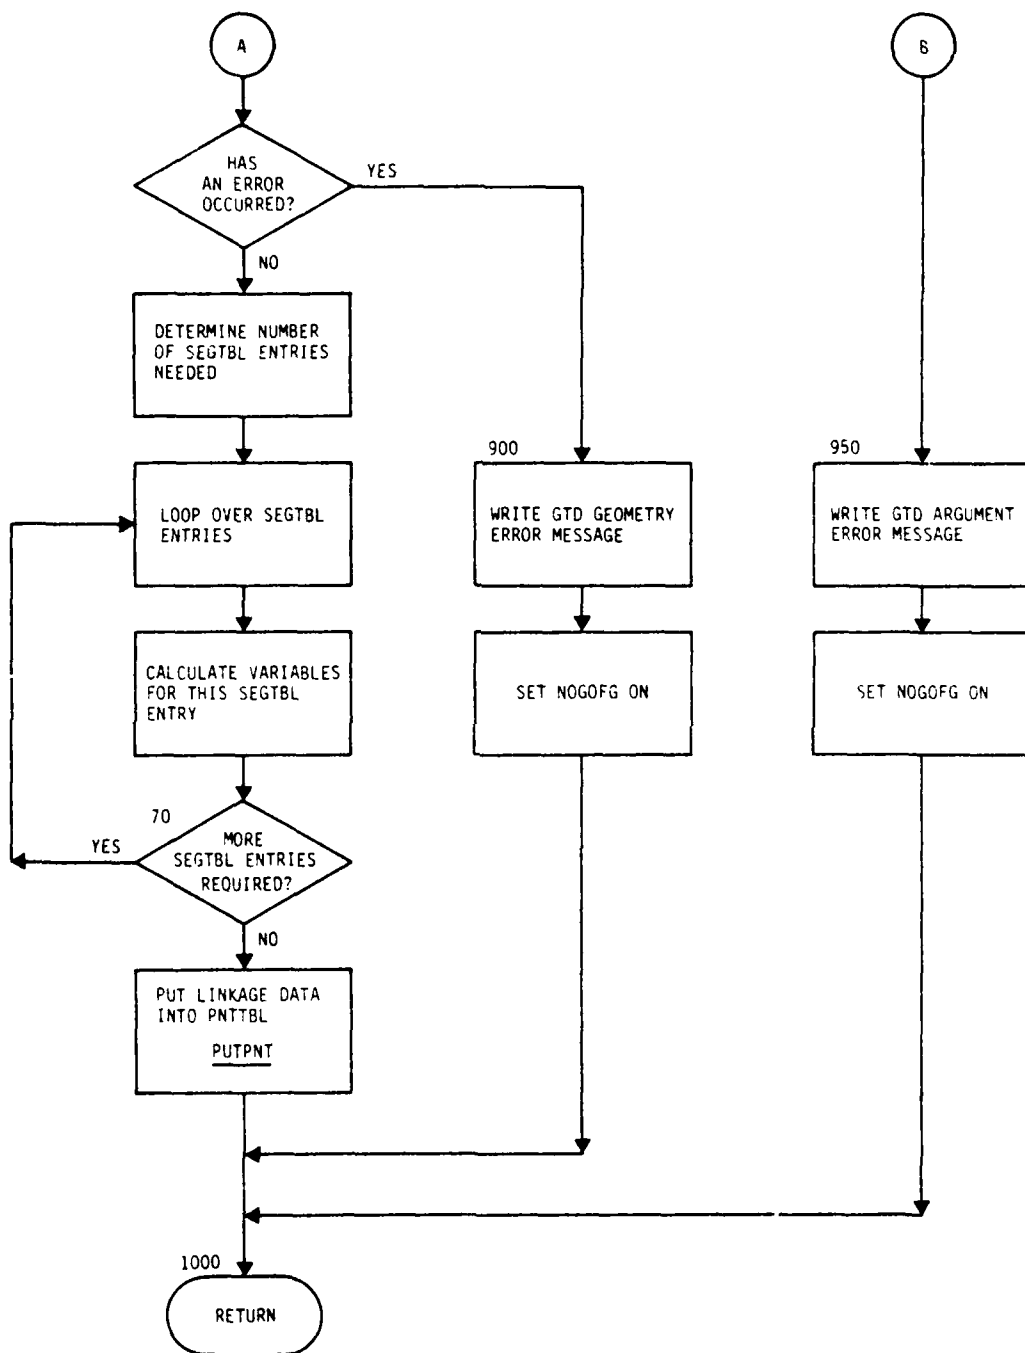 A
B
HAS
AN ERROR
OCCURRED?
YES
NO
DETERMINE NUMBER
OF SEGTBL ENTRIES
NEEDED
LOOP OVER SEGTBL
ENTRIES
900
WRITE GTD GEOMETRY
ERROR MESSAGE
950
WRITE GTD ARGUMENT
ERROR MESSAGE
CALCULATE VARIABLES
FOR THIS SEGTBL
ENTRY
SET NOGOFG ON
SET NOGOFG ON
70
YES
MORE
SEGTBL ENTRIES
REQUIRED?
NO
PUT LINKAGE DATA
INTO PNTTBL
PUTPNT
1000
RETURN